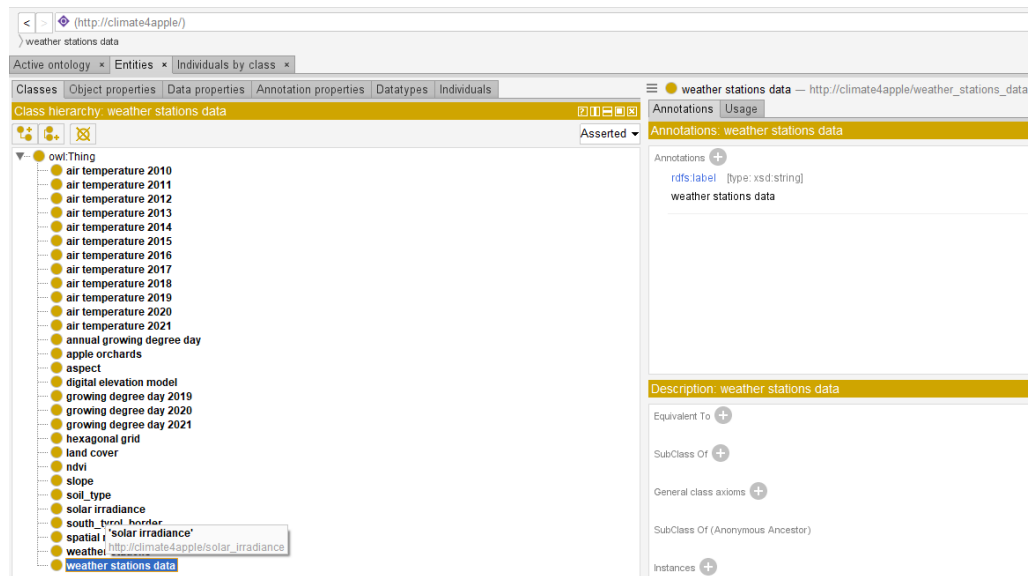 (http://climate4apple/)
weather stations data
Active ontology × Entities × Individuals by class ×
Classes Object properties Data properties Annotation properties Datatypes Individuals
Class hierarchy: weather stations data
Asserted
owl:Thing
air temperature 2010
air temperature 2011
air temperature 2012
air temperature 2013
air temperature 2014
air temperature 2015
air temperature 2016
air temperature 2017
air temperature 2018
air temperature 2019
air temperature 2020
air temperature 2021
annual growing degree day
apple orchards
aspect
digital elevation model
growing degree day 2019
growing degree day 2020
growing degree day 2021
hexagonal grid
land cover
ndvi
slope
soil_type
solar irradiance
south_tyrol_border
spatial
weather
weather stations data
'solar irradiance'
http://climate4apple/solar_irradiance
weather stations data — http://climate4apple/weather_stations_data
Annotations Usage
Annotations: weather stations data
Annotations
rdfs:label [type: xsd:string]
weather stations data
Description: weather stations data
Equivalent To
SubClass Of
General class axioms
SubClass Of (Anonymous Ancestor)
Instances